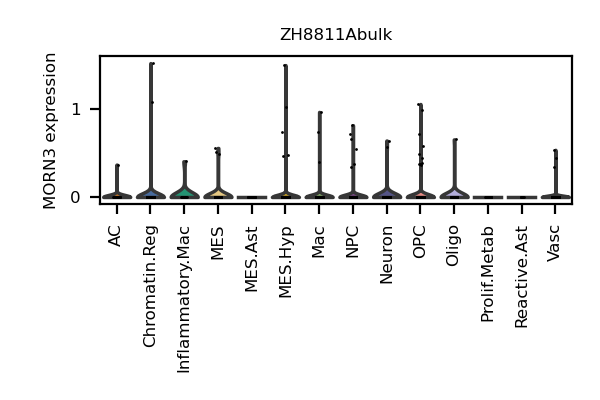 ZH8811Abulk
MORN3 expression
1
0
AC
Chromatin.Reg
Inflammatory.Mac
MES
MES.Ast
MES.Hyp
Mac
NPC
Neuron
OPC
Oligo
Prolif.Metab
Reactive.Ast
Vasc